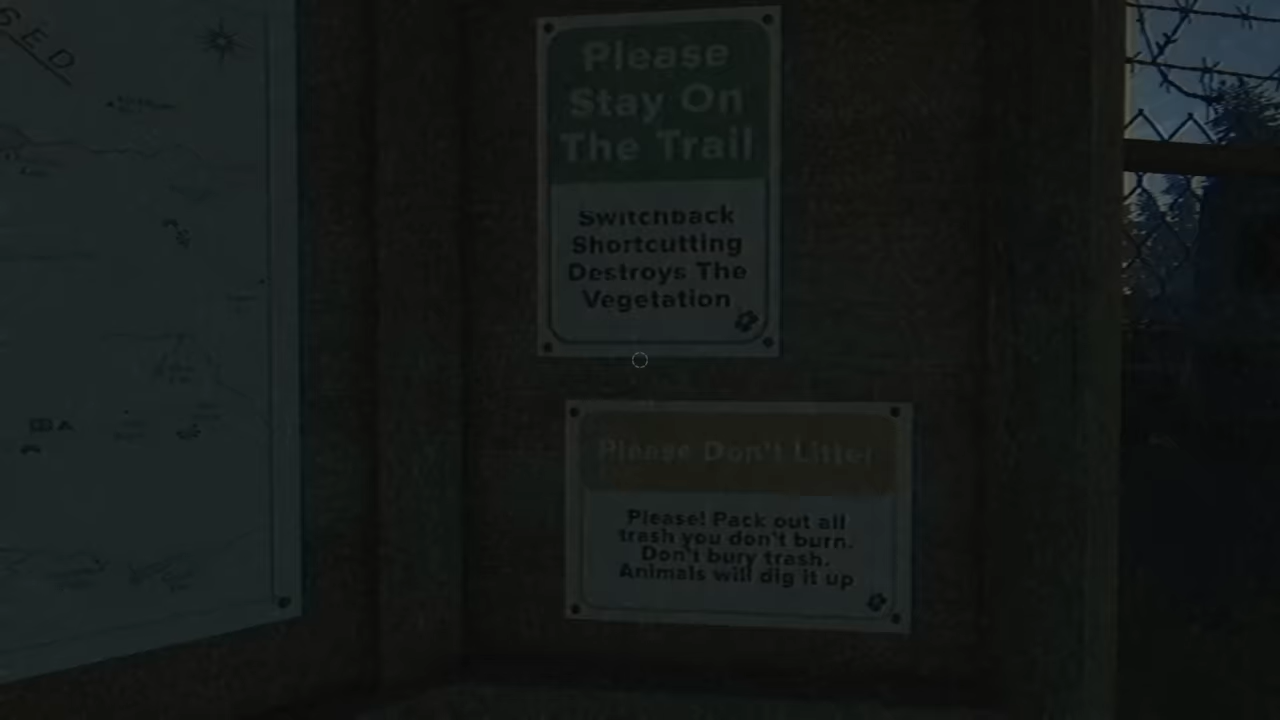 SED
Please
Stay On
The Trail
Switchback
Shortcutting
Destroys The
Vegetation
Please Don't Litter
Please! Pack out all
trash you don't burn.
Don't bury trash.
Animals will dig it up